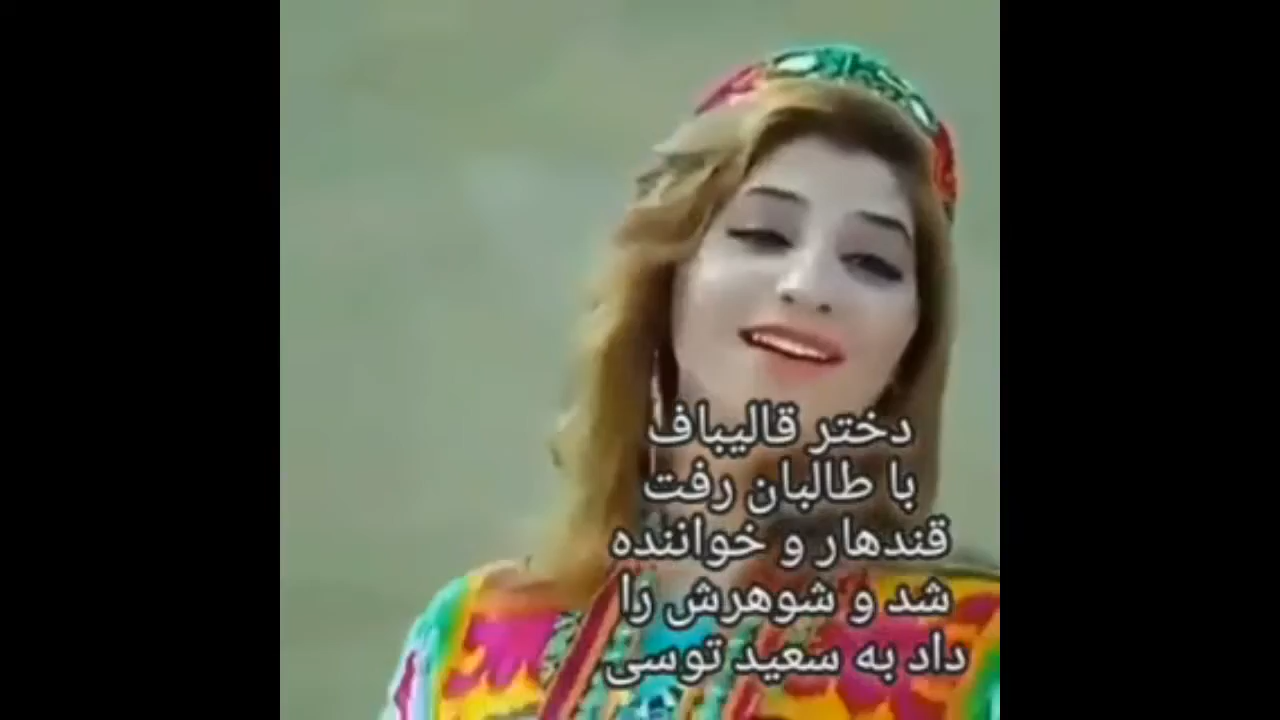 دختر قالیباف
با طالبان رفت
قندهار و خواننده
شد و شوهرش را
داد به سعید توسی